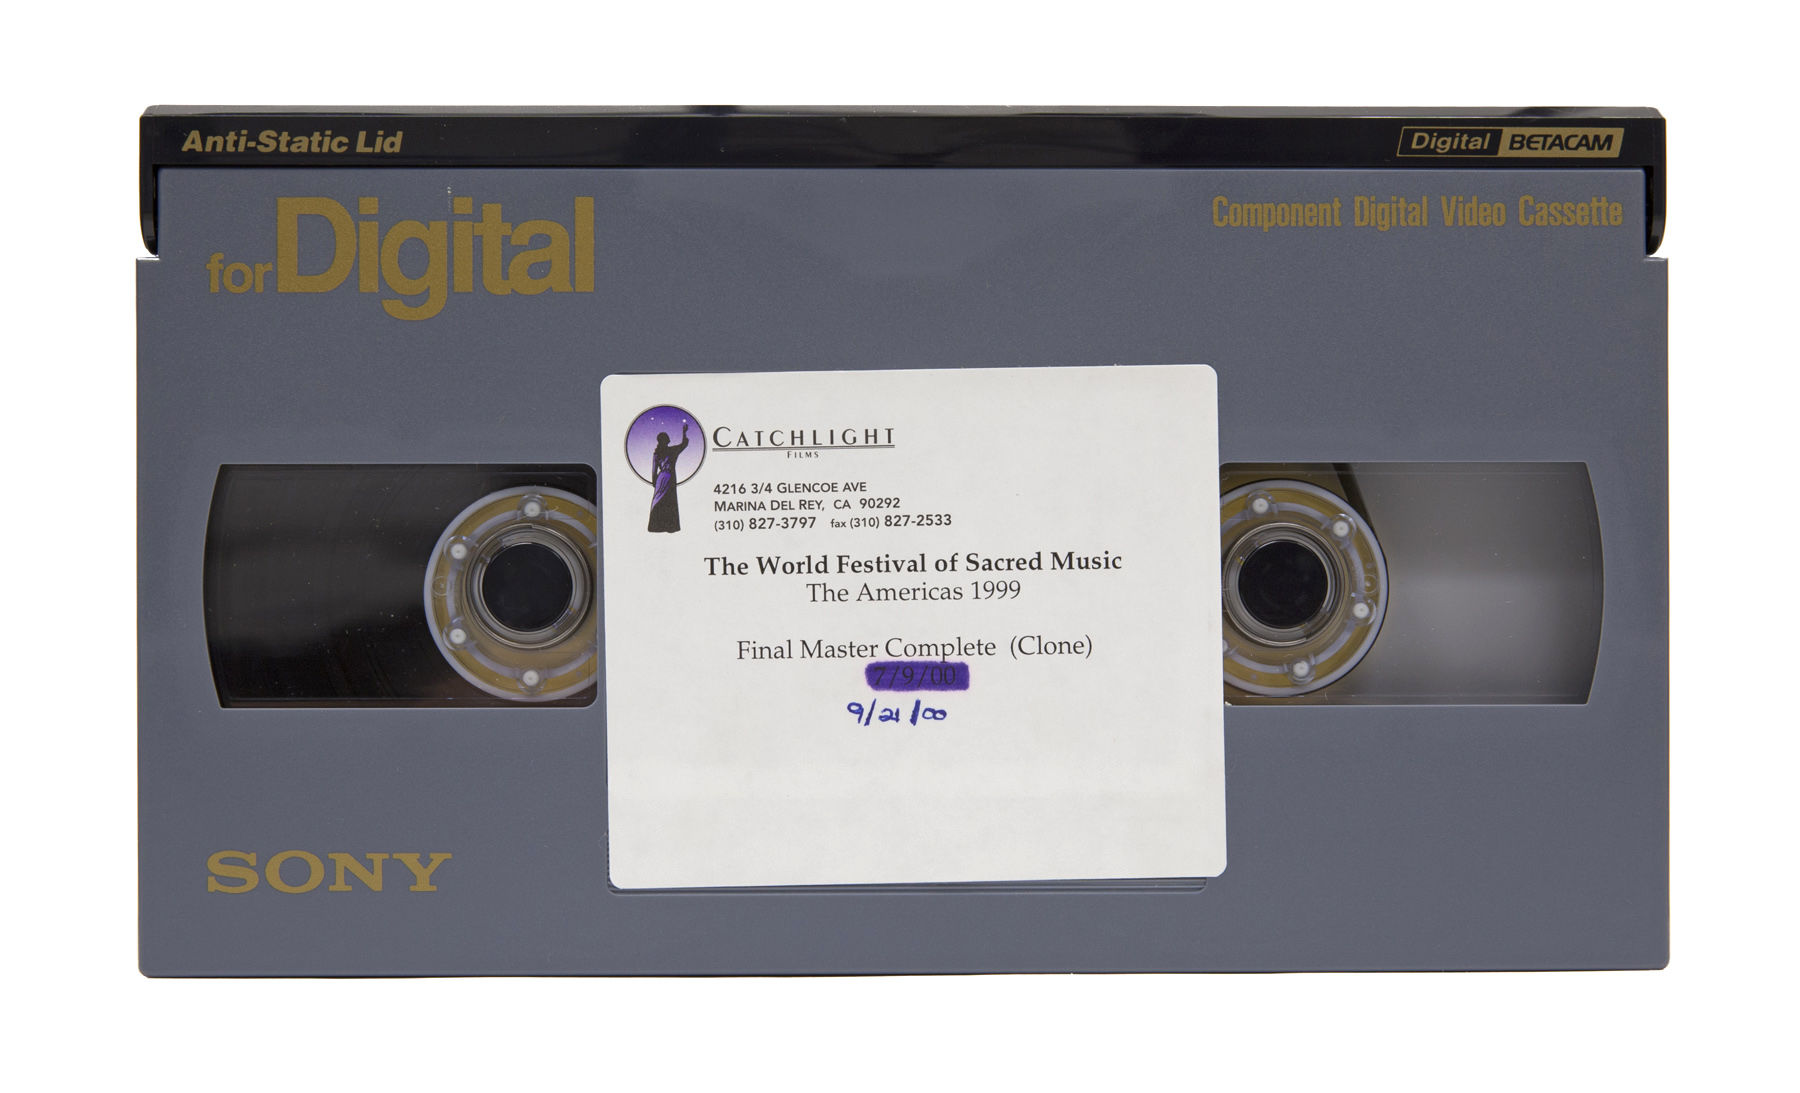 Anti-Static Lid
Digital BETACAM
for Digital
Component Digital Video Cassette
CATCHLIGHT
FILMS
4216 3/4 GLENCOE AVE
MARINA DEL REY, CA 90292
(310) 827-3797 fax (310) 827-2533
The World Festival of Sacred Music
The Americas 1999
Final Master Complete (Clone)
7/9/00
9/21/00
SONY